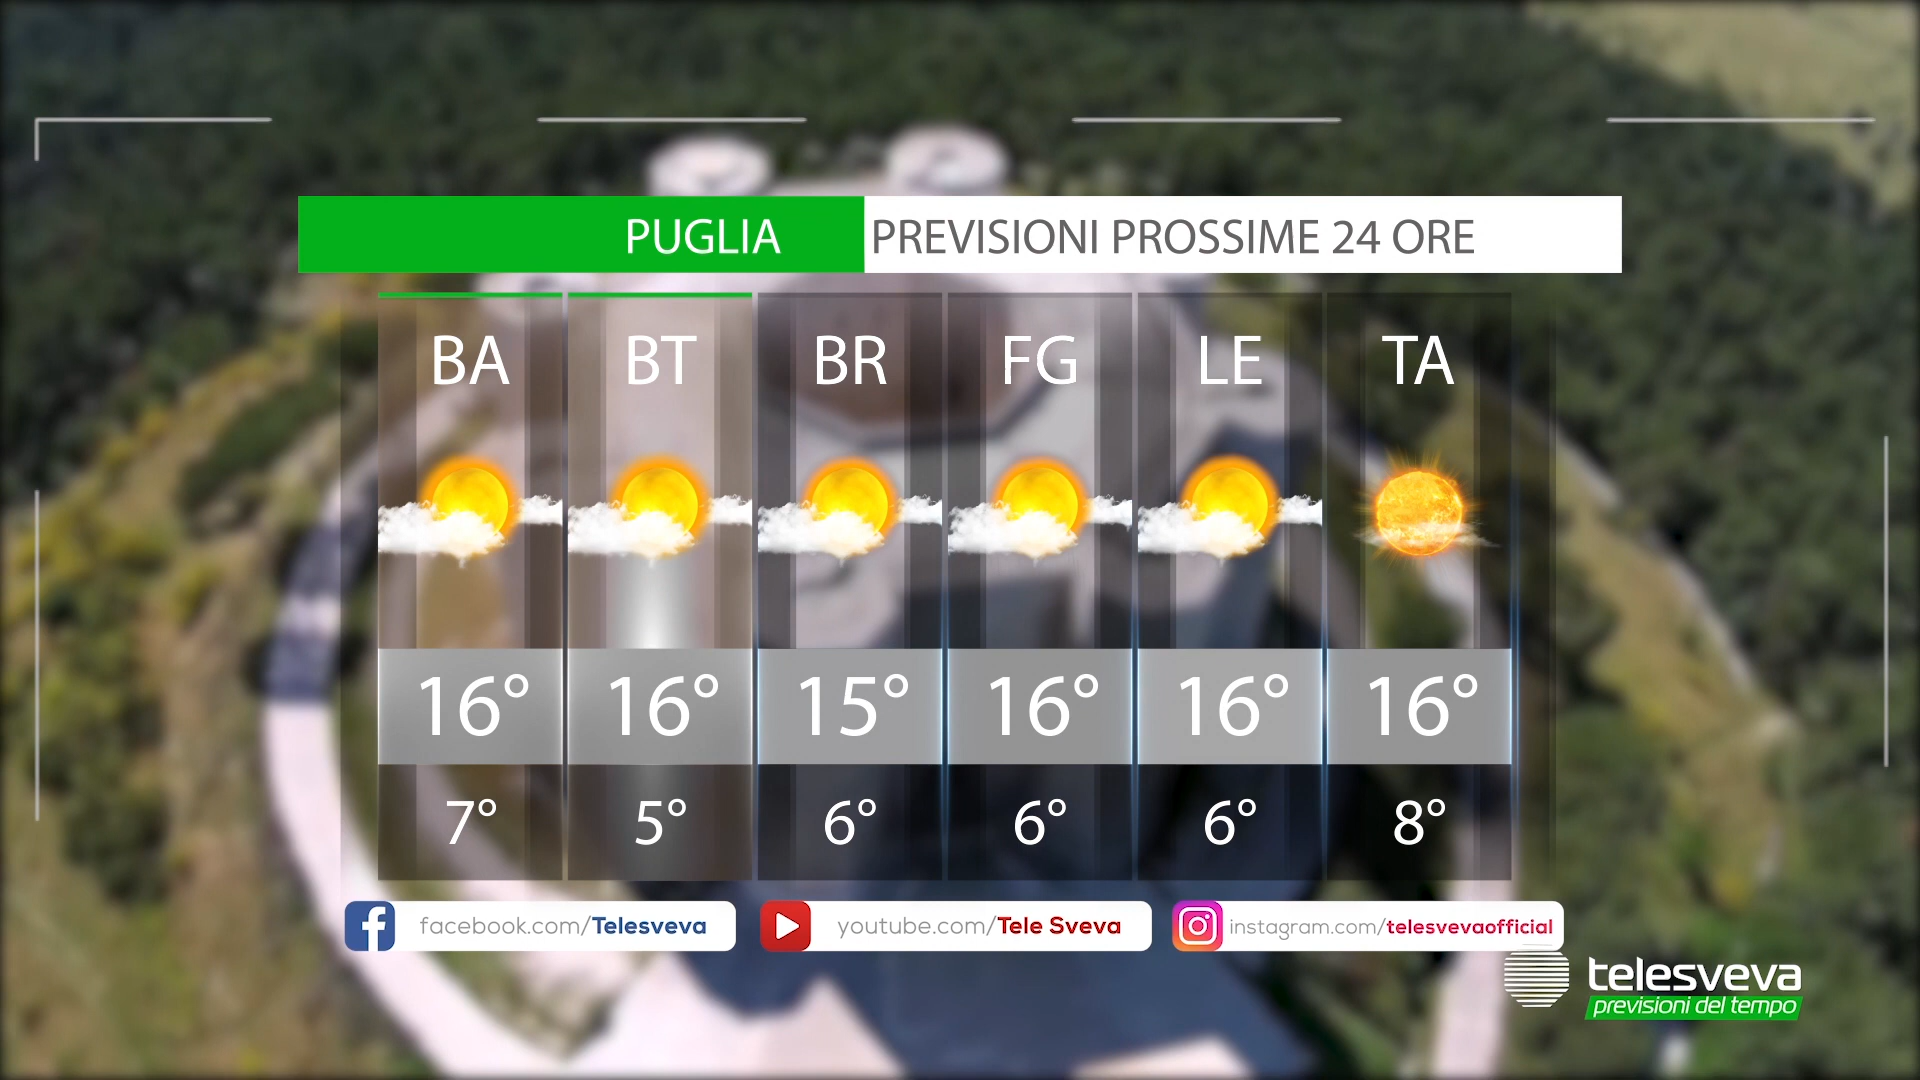 PUGLIA PREVISIONI PROSSIME 24 ORE
BA BT BR FG LE TA
16° 16° 15° 16° 16° 16°
7° 5° 6° 6° 6° 8°
facebook.com/Telesveva youtube.com/Tele Sveva instagram.com/telesvevaofficial
telesveva
previsioni del tempo